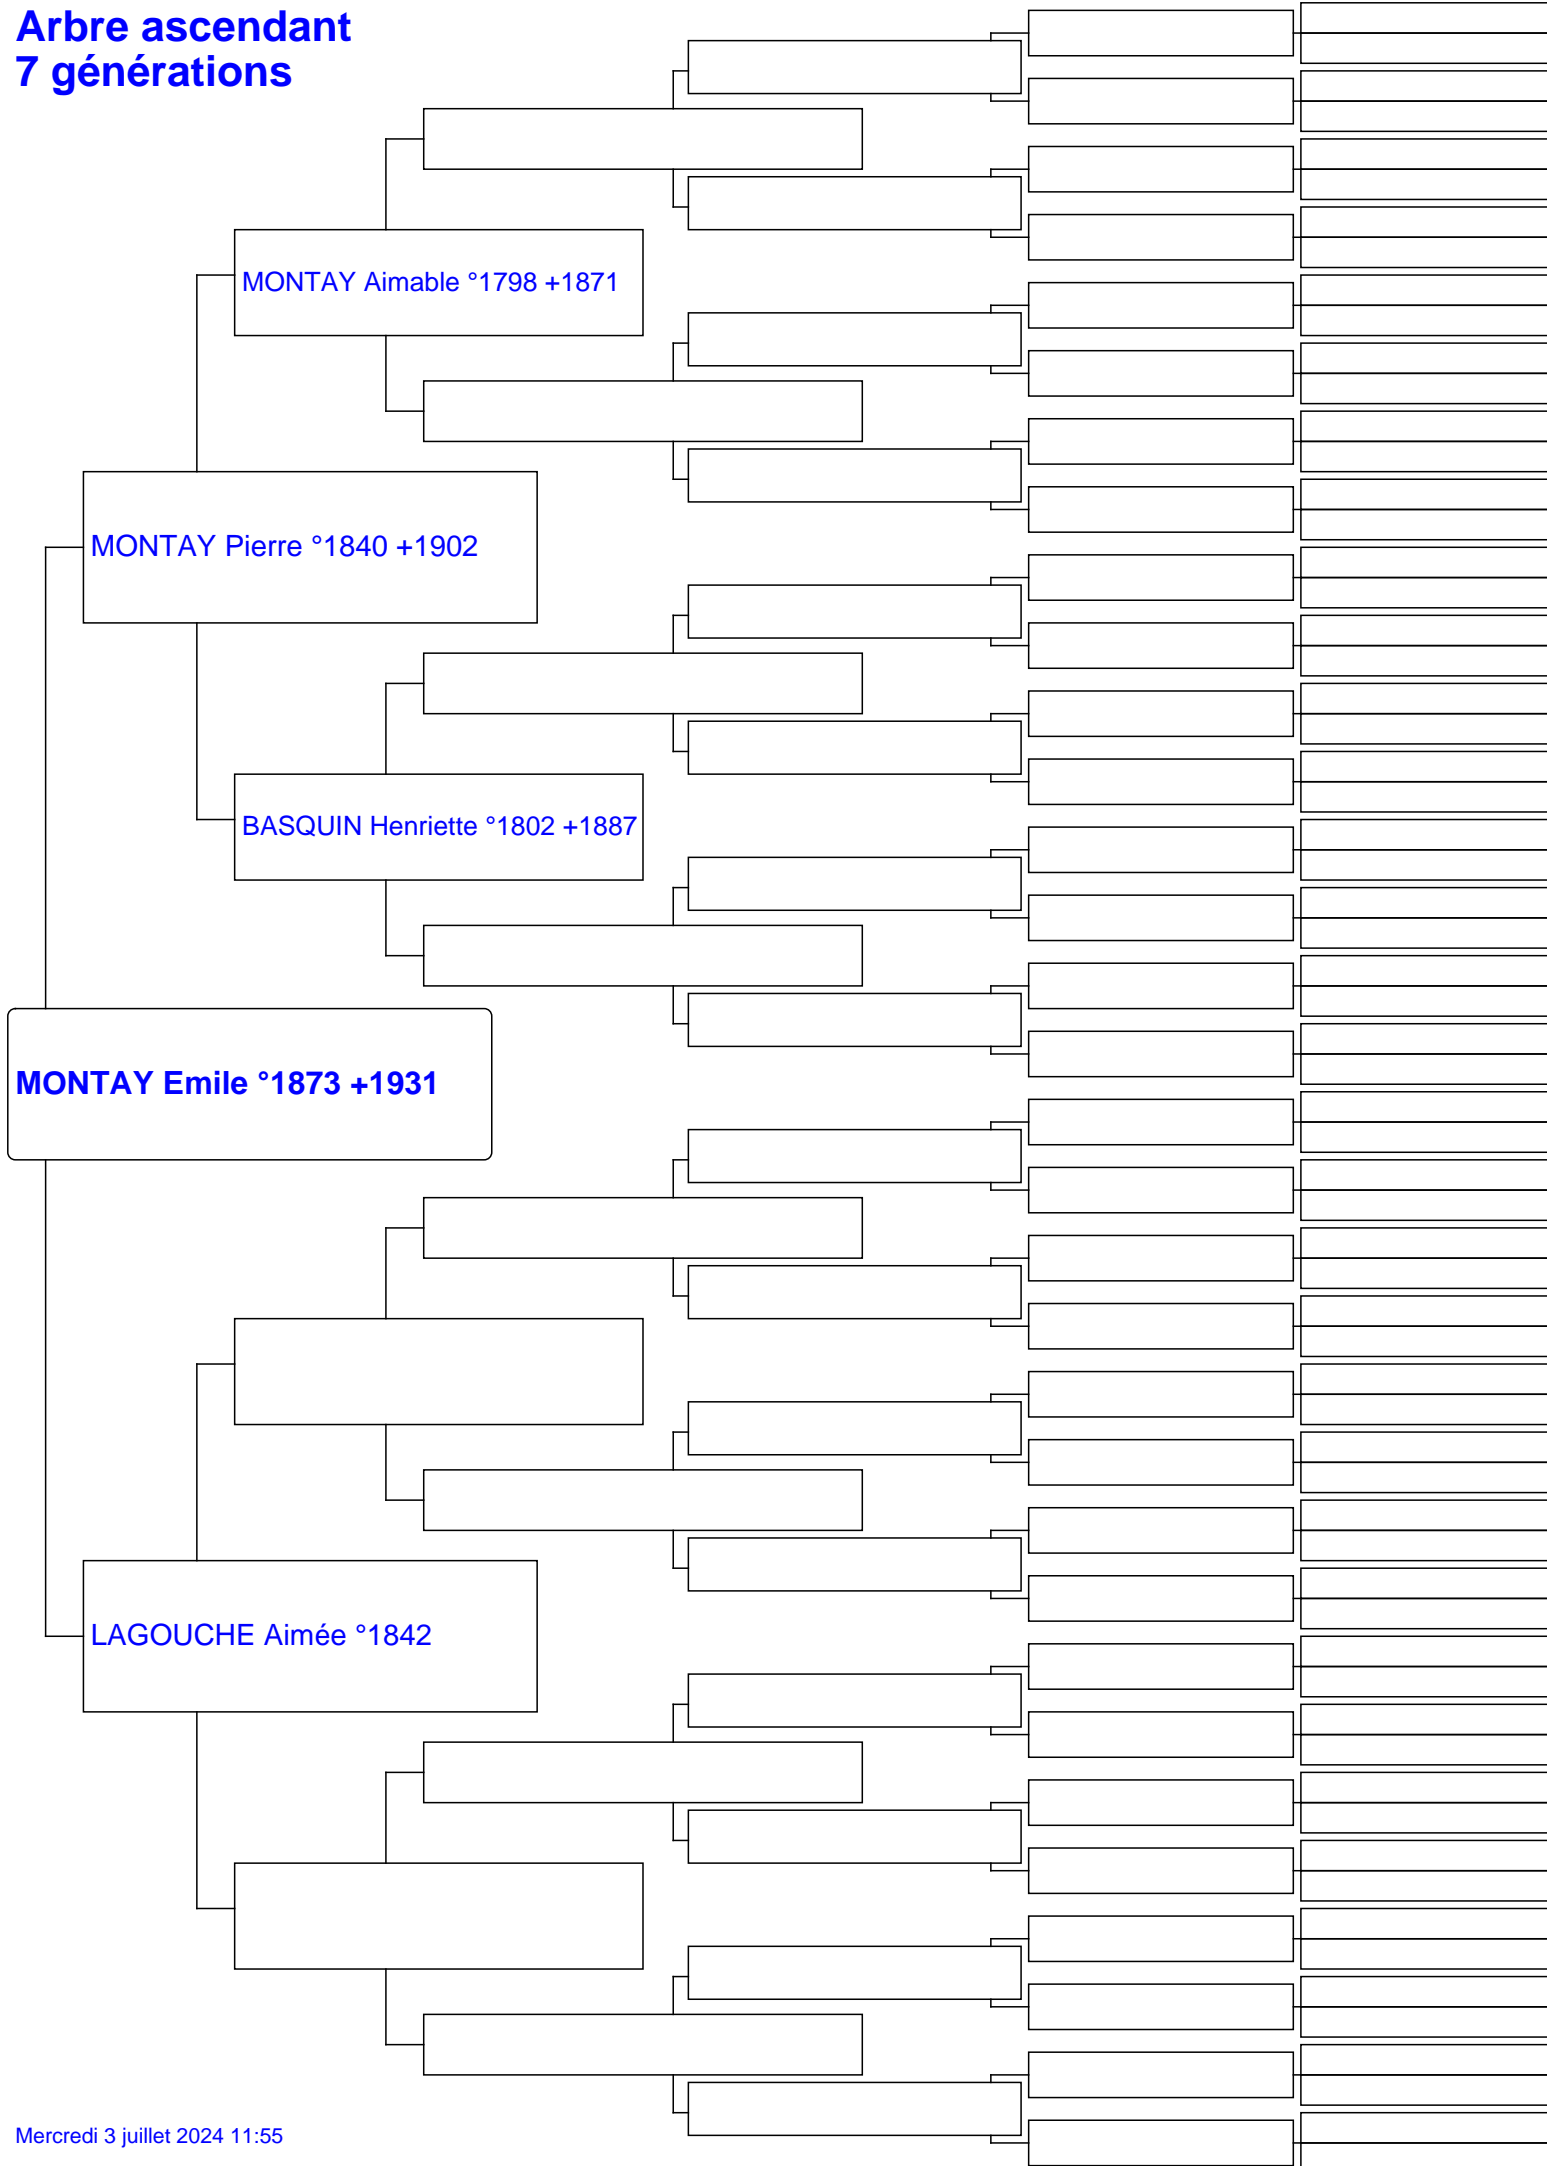 Arbre ascendant
7 générations
MONTAY Aimable °1798 +1871
MONTAY Pierre °1840 +1902
BASQUIN Henriette °1802 +1887
MONTAY Emile °1873 +1931
LAGOUCHE Aimée °1842
Mercredi 3 juillet 2024 11:55